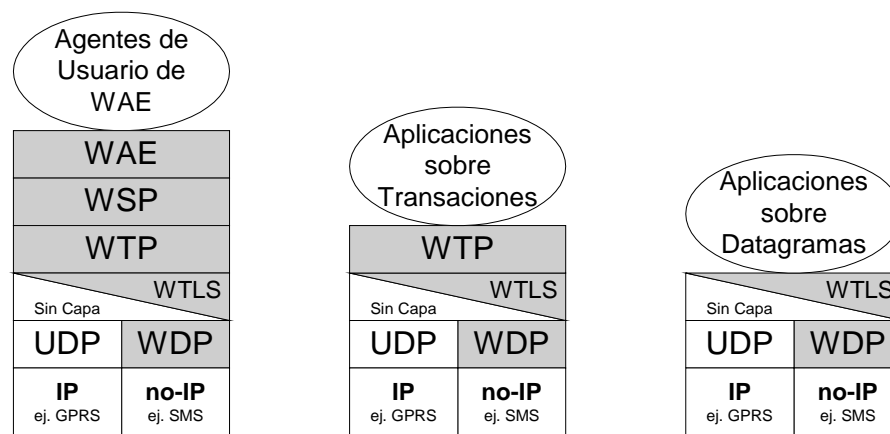 Agentes de
Usuario de
WAE
WAE
WSP
WTP
WTLS
Sin Capa
UDP
WDP
IP
ej. GPRS
no-IP
ej. SMS
Aplicaciones
sobre
Transaciones
WTP
WTLS
Sin Capa
UDP
WDP
IP
ej. GPRS
no-IP
ej. SMS
Aplicaciones
sobre
Datagramas
WTLS
Sin Capa
UDP
WDP
IP
ej. GPRS
no-IP
ej. SMS